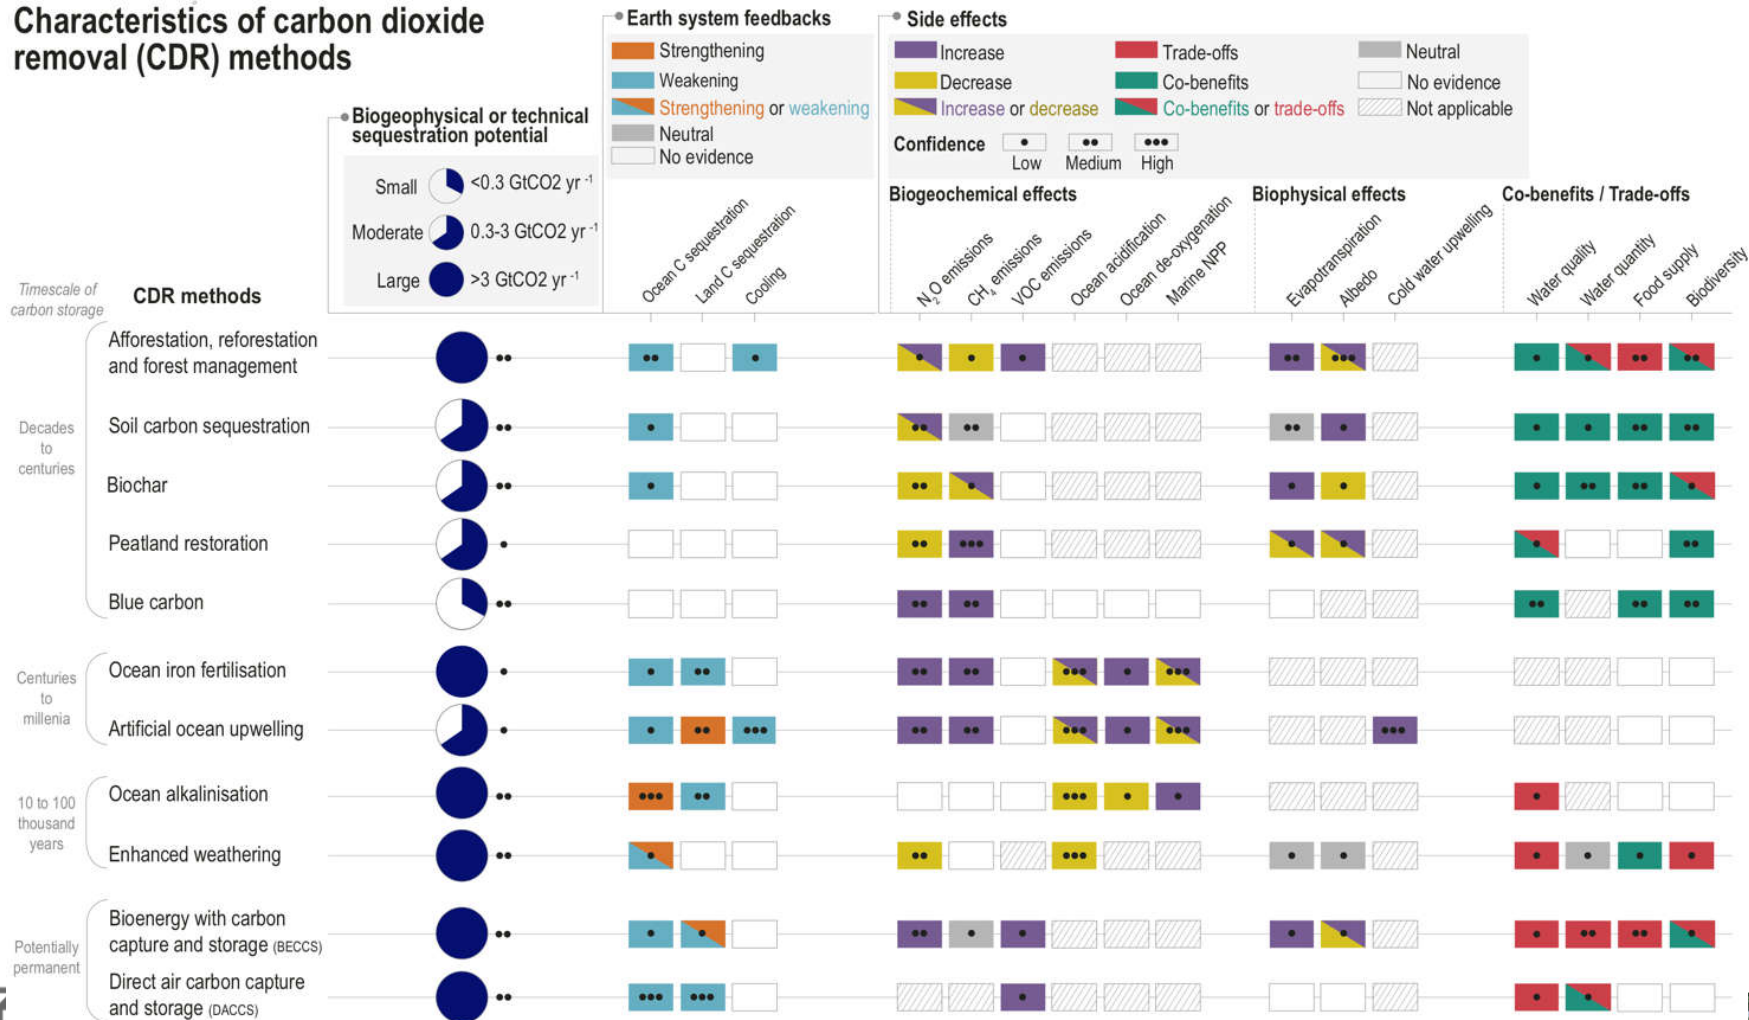 Characteristics of carbon dioxide
removal (CDR) methods
Biogeophysical or technical
sequestration potential
Small <0.3 GtCO2 yr -1
Moderate 0.3-3 GtCO2 yr -1
Large >3 GtCO2 yr -1
Earth system feedbacks
Strengthening
Weakening
Strengthening or weakening
Neutral
No evidence
Side effects
Increase
Decrease
Increase or decrease
Trade-offs
Co-benefits
Co-benefits or trade-offs
Neutral
No evidence
Not applicable
Confidence
Low
Medium
High
Biogeochemical effects
Biophysical effects
Co-benefits / Trade-offs
Ocean C sequestration
Land C sequestration
Cooling
N2O emissions
CH4 emissions
VOC emissions
Ocean acidification
Ocean de-oxygenation
Marine NPP
Evapotranspiration
Albedo
Cold water upwelling
Water quality
Water quantity
Food supply
Biodiversity
Timescale of
carbon storage
CDR methods
Decades
to
centuries
Afforestation, reforestation
and forest management
Soil carbon sequestration
Biochar
Peatland restoration
Blue carbon
Centuries
to
millenia
Ocean iron fertilisation
Artificial ocean upwelling
10 to 100
thousand
years
Ocean alkalinisation
Enhanced weathering
Potentially
permanent
Bioenergy with carbon
capture and storage (BECCS)
Direct air carbon capture
and storage (DACCS)